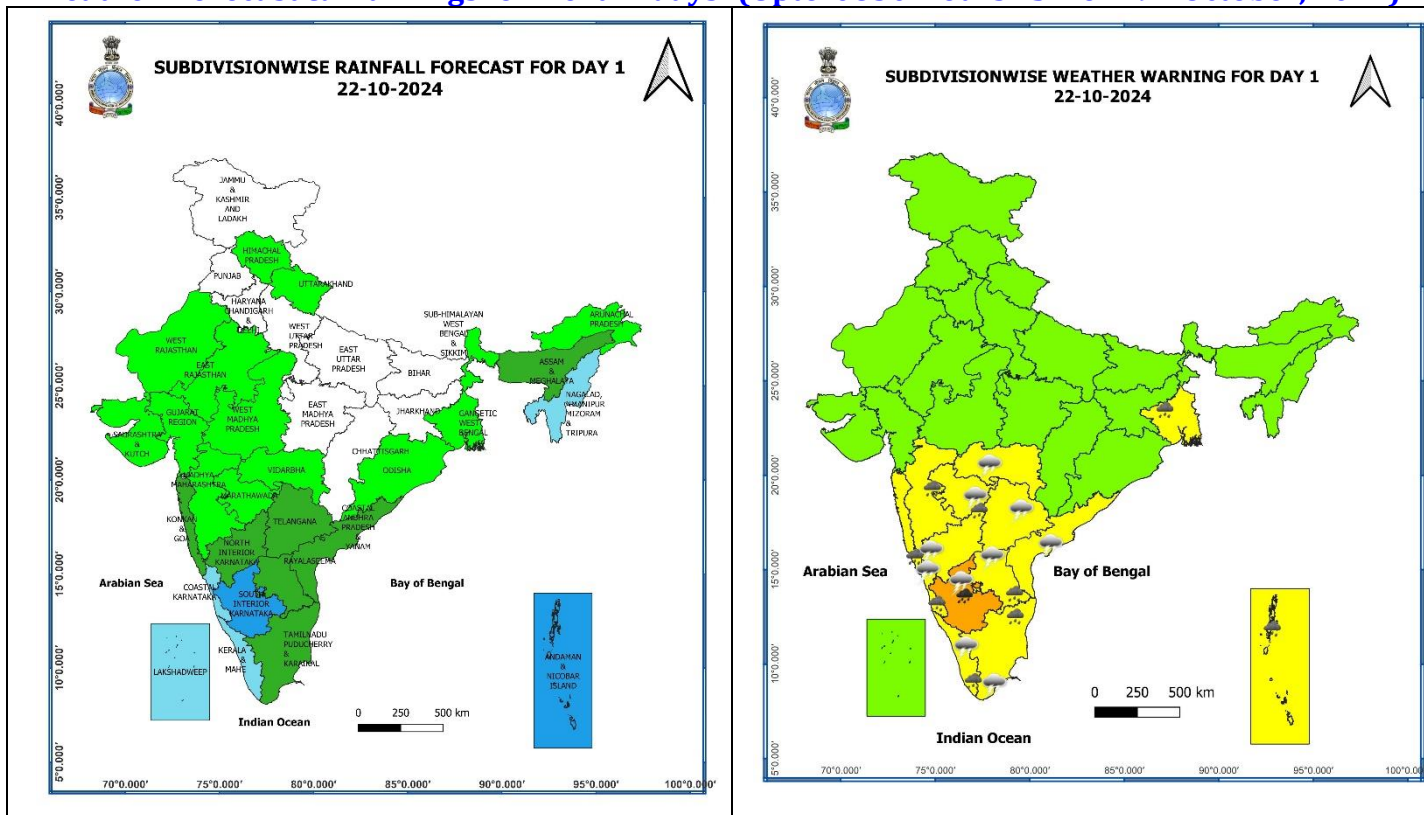 SUBDIVISIONWISE RAINFALL FORECAST FOR DAY 1
22-10-2024
40°0.000'
35°0.000'
30°0.000'
25°0.000'
20°0.000'
15°0.000'
10°0.000'
5°0.000'
JAMMU
&
KASHMIR
AND
LADAKH
HIMACHAL
PRADESH
PUNJAB
UTTARAKHAND
HARYANA
CHANDIGARH
&
DELHI
WEST
UTTAR
PRADESH
EAST
UTTAR
PRADESH
SUB-HIMALAYAN
WEST
BENGAL
&
SIKKIM
ARUNACHAL
PRADESH
WEST
RAJASTHAN
EAST
RAJASTHAN
BIHAR
ASSAM
&
MEGHALAYA
NAGALAD,
MANIPUR
MIZORAM
&
TRIPURA
GUJARAT
REGION
WEST
MADHYA
PRADESH
EAST
MADHYA
PRADESH
JHARKHAND
GANGETIC
WEST
BENGAL
SAURASHTRA
&
KUTCH
CHHATTISGARH
ODISHA
VIDARBHA
MADHYA
MAHARASHTRA
MARATHAWADA
KONKAN
&
GOA
TELANGANA
COASTAL
ANDHRA
PRADESH
&
YANAM
NORTH
INTERIOR
KARNATAKA
RAYALASEEMA
COASTAL
KARNATAKA
SOUTH
INTERIOR
KARNATAKA
TAMILNADU
PUDUCHERRY
&
KARAIKAL
KERALA
&
MAHE
LAKSHADWEEP
ANDAMAN
&
NICOBAR
ISLAND
Arabian Sea
Bay of Bengal
Indian Ocean
0 250 500 km
70°0.000' 75°0.000' 80°0.000' 85°0.000' 90°0.000' 95°0.000' 100°0.000'
SUBDIVISIONWISE WEATHER WARNING FOR DAY 1
22-10-2024
40°0.000'
35°0.000'
30°0.000'
25°0.000'
20°0.000'
15°0.000'
10°0.000'
5°0.000'
Arabian Sea
Bay of Bengal
Indian Ocean
0 250 500 km
70°0.000' 75°0.000' 80°0.000' 85°0.000' 90°0.000' 95°0.000'